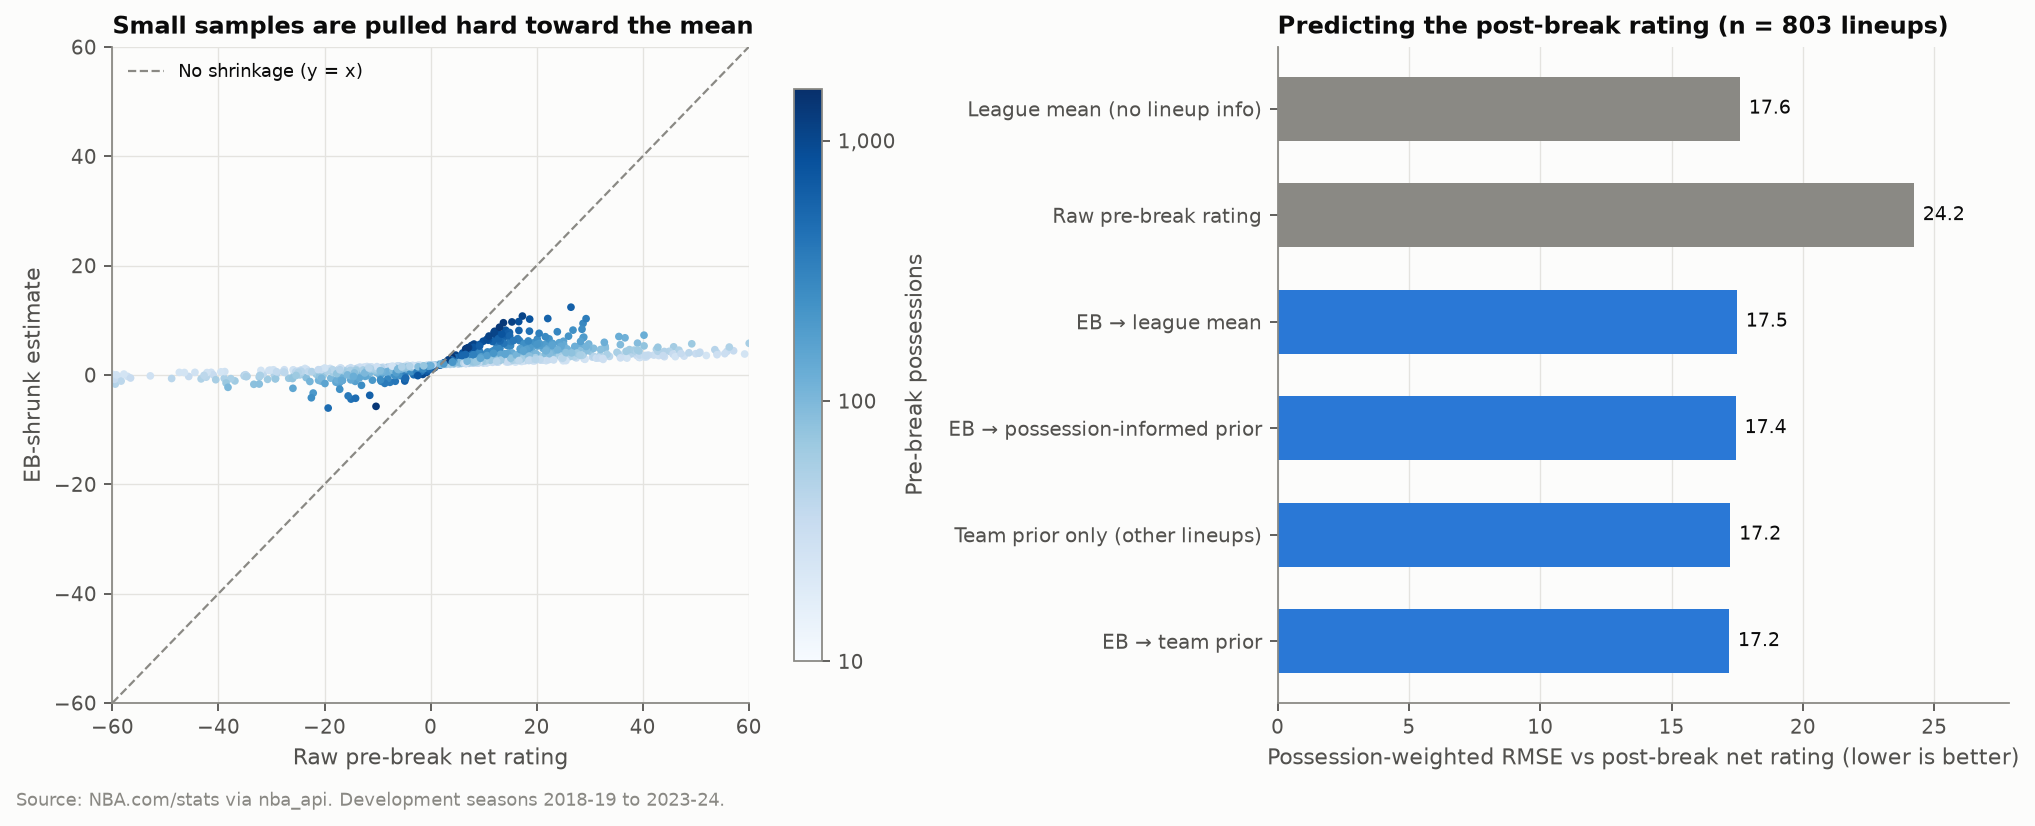 Small samples are pulled hard toward the mean
60
40
20
0
−20
−40
−60
EB-shrunk estimate
No shrinkage (y = x)
−60
−40
−20
0
20
40
60
Raw pre-break net rating
1,000
100
10
Pre-break possessions
Predicting the post-break rating (n = 803 lineups)
League mean (no lineup info)
17.6
Raw pre-break rating
24.2
EB → league mean
17.5
EB → possession-informed prior
17.4
Team prior only (other lineups)
17.2
EB → team prior
17.2
0
5
10
15
20
25
Possession-weighted RMSE vs post-break net rating (lower is better)
Source: NBA.com/stats via nba_api. Development seasons 2018-19 to 2023-24.